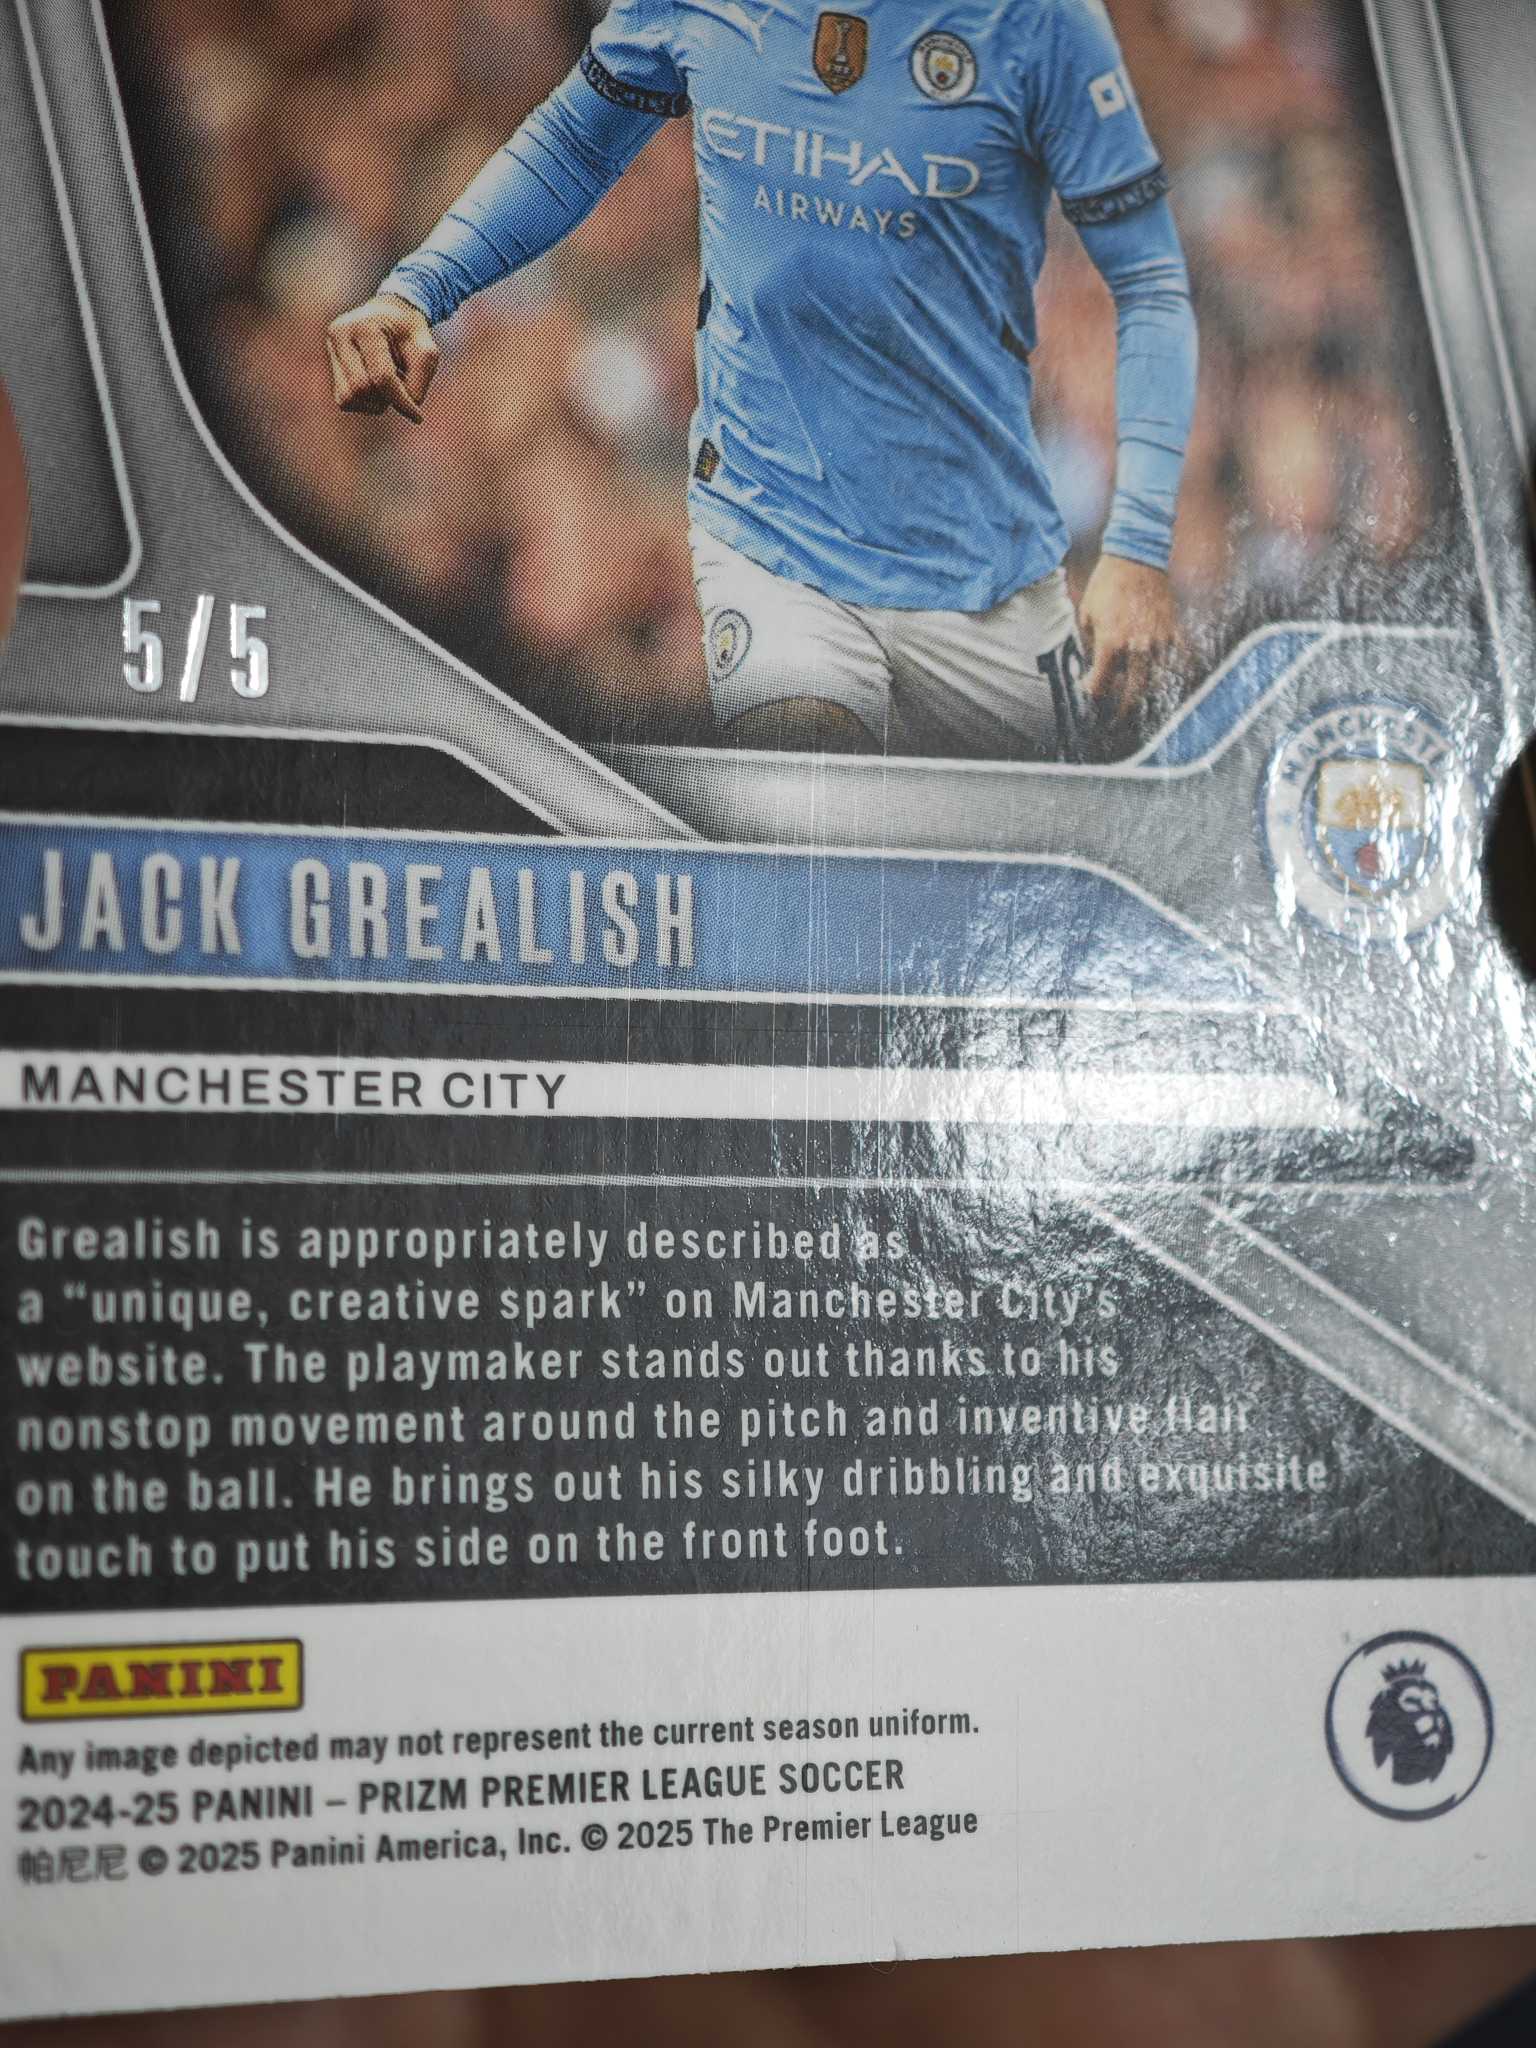 ETIHAD
AIRWAYS
10
5/5
MANCHESTE
JACK GREALISH
MANCHESTER CITY
Grealish is appropriately described as
a “unique, creative spark” on Manchester City's
website. The playmaker stands out thanks to his
nonstop movement around the pitch and inventive flair
on the ball. He brings out his silky dribbling and exquisite
touch to put his side on the front foot.
PANINI
Any image depicted may not represent the current season uniform.
2024-25 PANINI – PRIZM PREMIER LEAGUE SOCCER
帕尼尼 © 2025 Panini America, Inc. © 2025 The Premier League